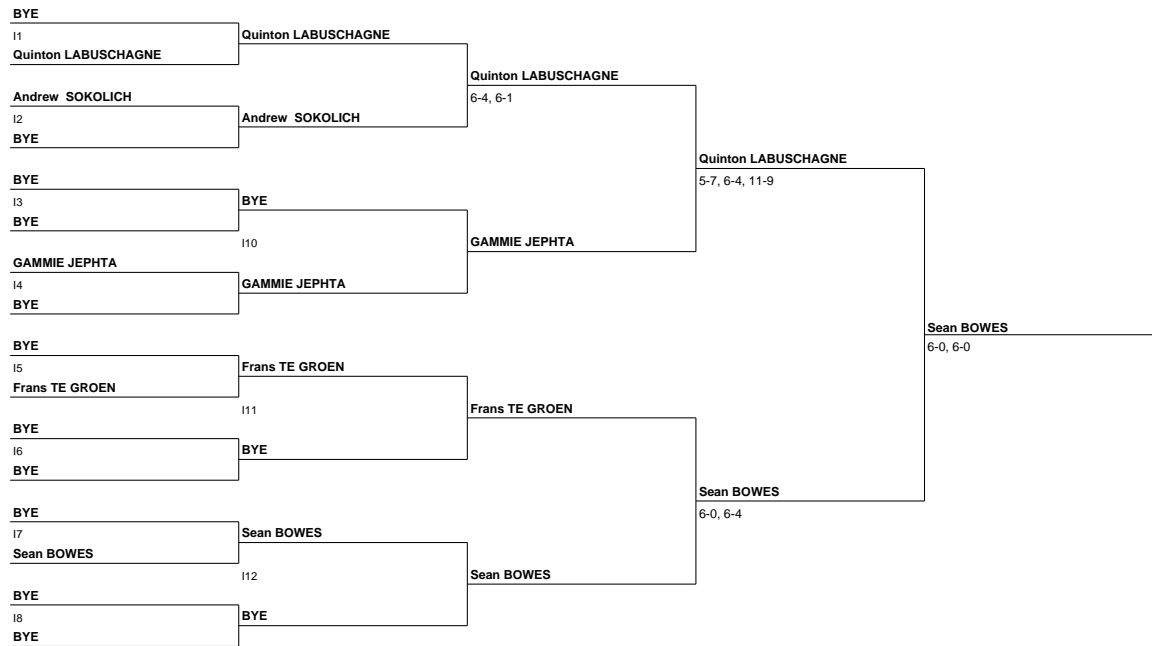 BYE
I1
Quinton LABUSCHAGNE
Quinton LABUSCHAGNE
Quinton LABUSCHAGNE
6-4, 6-1
Andrew  SOKOLICH
I2
Andrew  SOKOLICH
BYE
Quinton LABUSCHAGNE
5-7, 6-4, 11-9
BYE
I3
BYE
BYE
I10
GAMMIE JEPHTA
GAMMIE JEPHTA
I4
GAMMIE JEPHTA
BYE
Sean BOWES
6-0, 6-0
BYE
I5
Frans TE GROEN
Frans TE GROEN
I11
Frans TE GROEN
BYE
I6
BYE
BYE
Sean BOWES
6-0, 6-4
BYE
I7
Sean BOWES
Sean BOWES
I12
Sean BOWES
BYE
I8
BYE
BYE